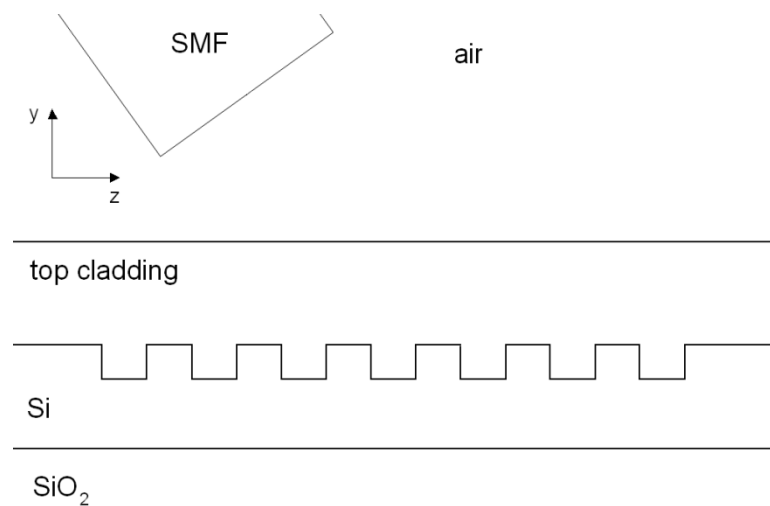 SMF
air
y
z
top cladding
Si
SiO₂